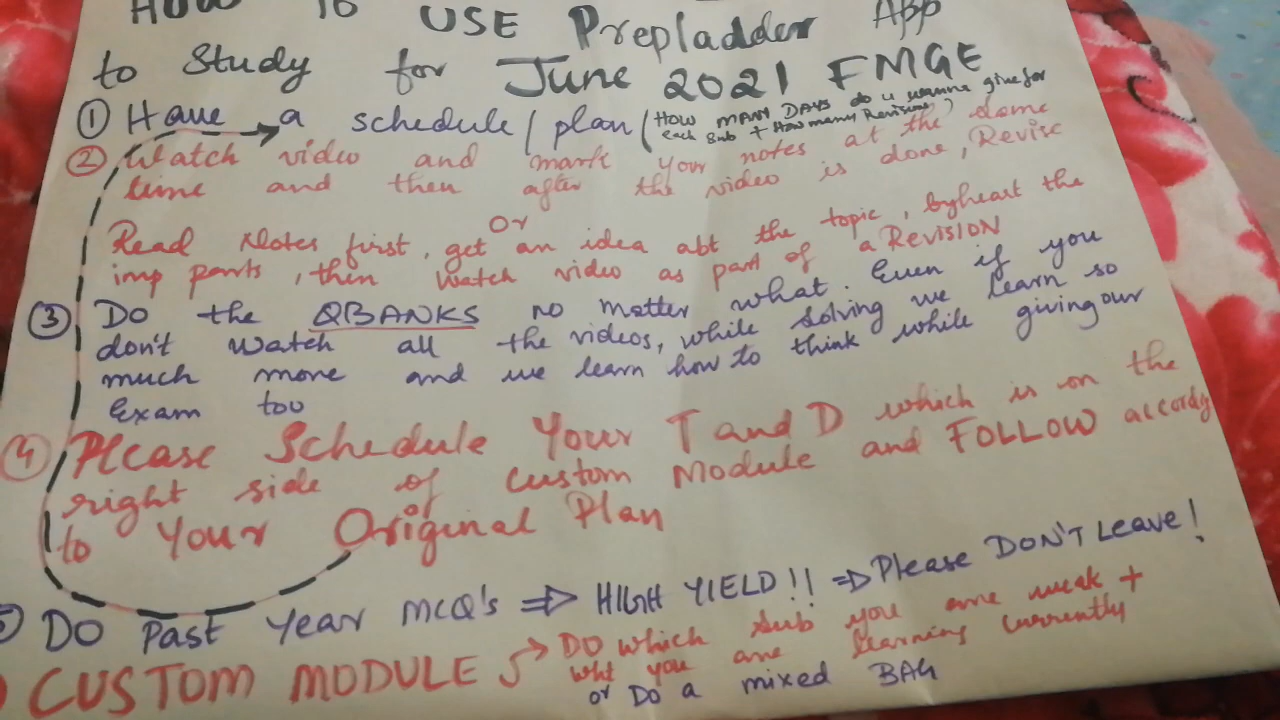 HOW TO USE Prepladder App
to Study for June 2021 FMGE
① Have a schedule / plan (HOW MANY DAYS do u wanna give for
each sub + How many Revisions)
② Watch video and mark your notes at the same
time and then after the video is done, Revise
Or
Read Notes first, get an idea abt the topic, byheart the
imp parts, then Watch video as part of a REVISION
③ Do the QBANKS no matter what. Even if you
don't watch all the videos, while solving we learn so
much more and we learn how to think while giving our
Exam too
④ Please Schedule Your T and D which is on the
right side of Custom Module and FOLLOW accordy
to Your Original Plan
⑤ DO Past Year MCQ's ⇒ HIGH YIELD!! ⇒ Please DON'T Leave!
CUSTOM MODULE → DO which sub you are weak +
wht you are learning currently
or Do a mixed BAG